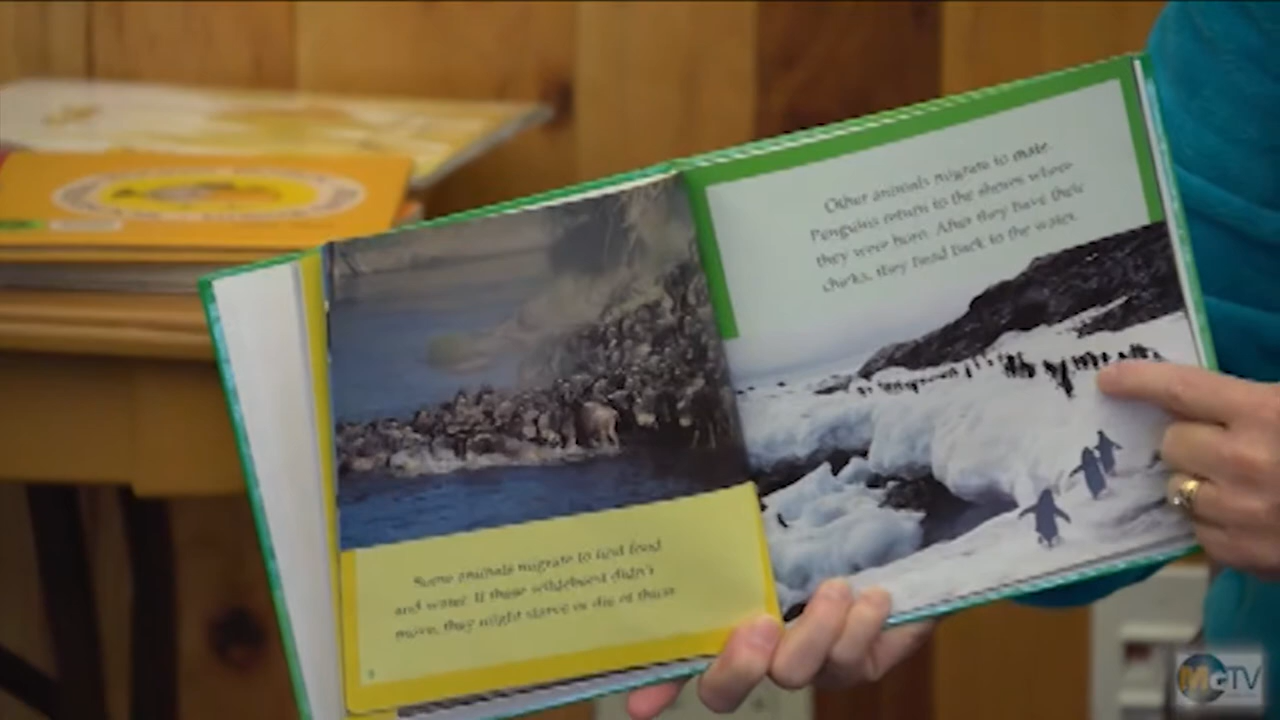 Some animals migrate to find food
and water. If these wildebeest didn't
move, they might starve or die of thirst.
8
Other animals migrate to mate.
Penguins return to the shores where
they were born. After they have their
chicks, they head back to the water.
MGTV